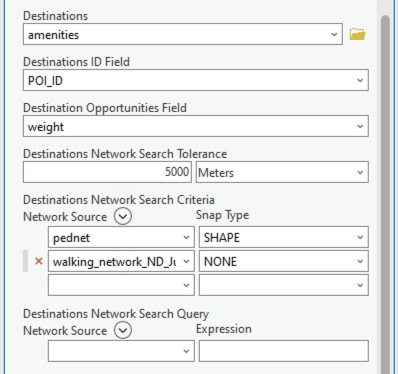 Destinations
amenities
Destinations ID Field
POI_ID
Destination Opportunities Field
weight
Destinations Network Search Tolerance
5000 Meters
Destinations Network Search Criteria
Network Source Snap Type
pednet SHAPE
walking_network_ND_Ju NONE
Destinations Network Search Query
Network Source Expression